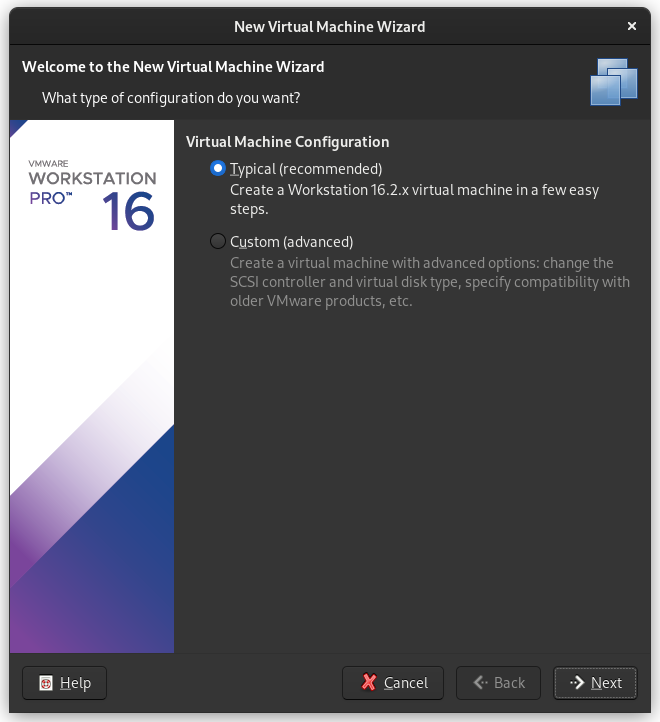 New Virtual Machine Wizard
Welcome to the New Virtual Machine Wizard
What type of configuration do you want?
VMWARE
WORKSTATION
PRO™ 16
Virtual Machine Configuration
Typical (recommended)
Create a Workstation 16.2.x virtual machine in a few easy
steps.
Custom (advanced)
Create a virtual machine with advanced options: change the
SCSI controller and virtual disk type, specify compatibility with
older VMware products, etc.
Help
Cancel
Back
Next